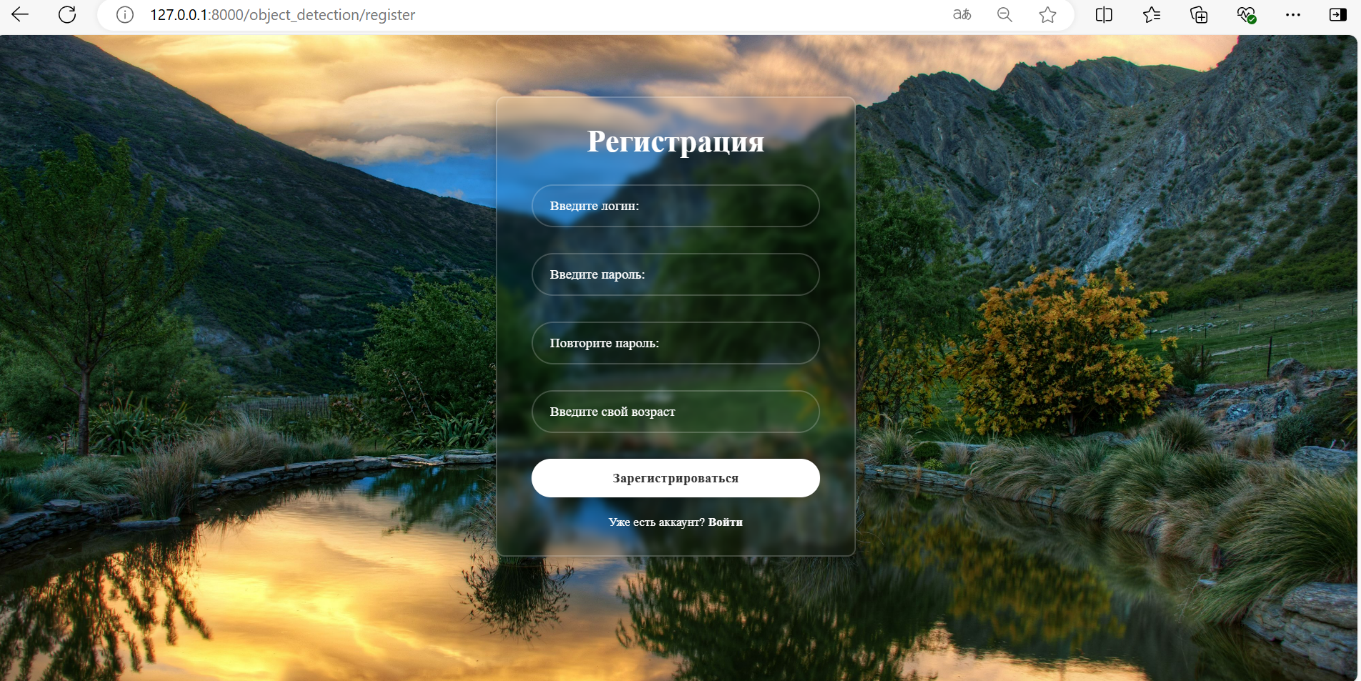 127.0.0.1:8000/object_detection/register
Регистрация
Введите логин:
Введите пароль:
Повторите пароль:
Введите свой возраст
Зарегистрироваться
Уже есть аккаунт? Войти